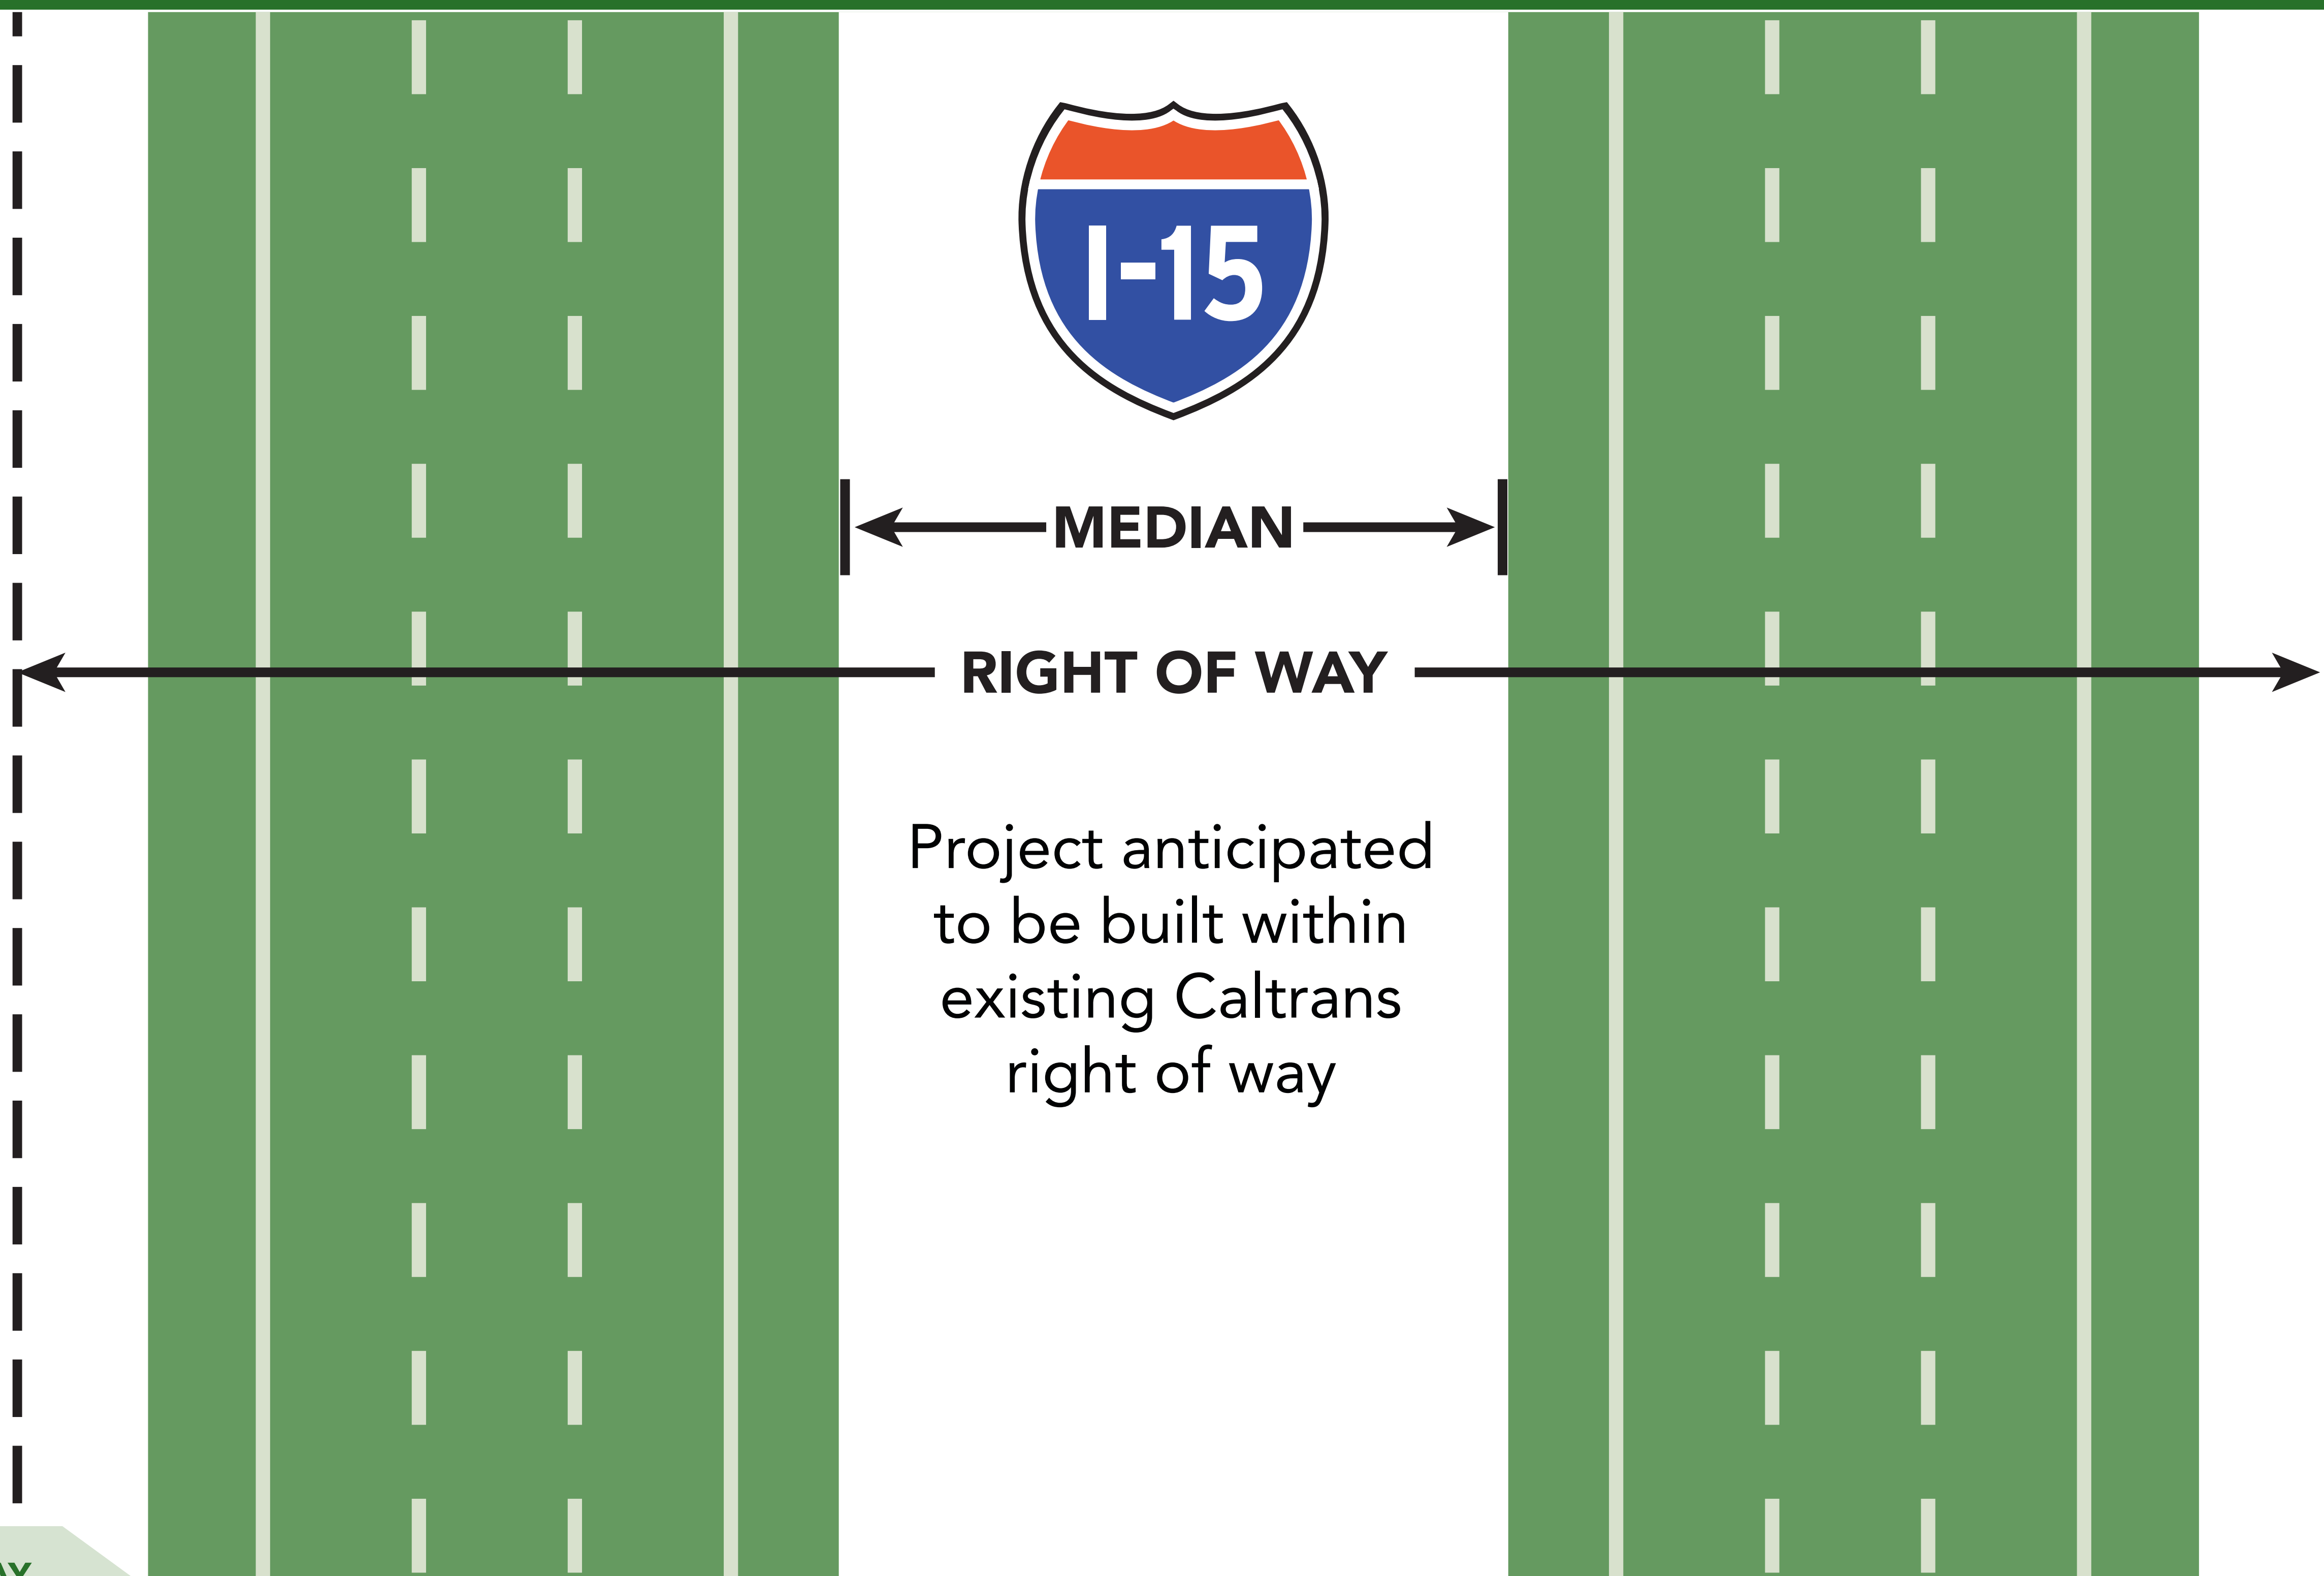 I-15
MEDIAN
RIGHT OF WAY
Project anticipated
to be built within
existing Caltrans
right of way